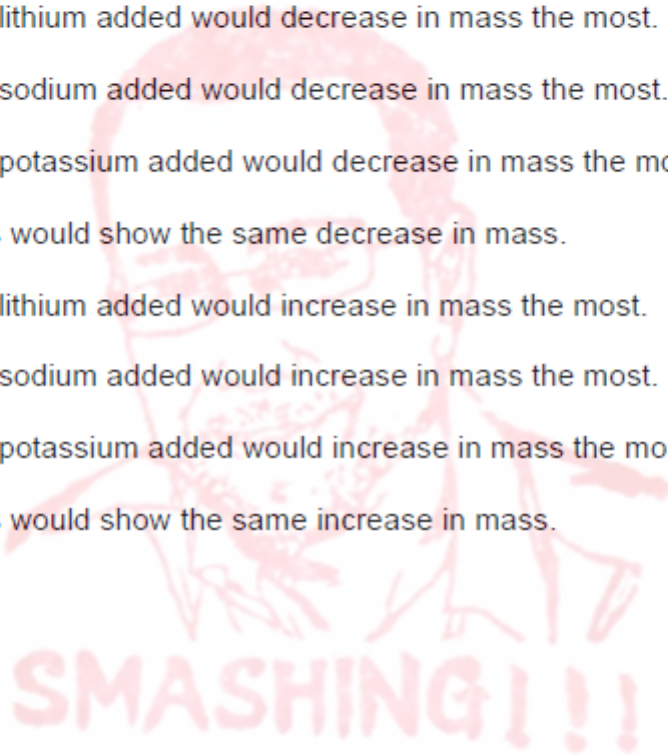 lithium added would decrease in mass the most.
sodium added would decrease in mass the most.
potassium added would decrease in mass the
would show the same decrease in mass.
lithium added would increase in mass the most.
sodium added would increase in mass the most.
potassium added would increase in mass the
would show the same increase in mass.
SMASHING!!!